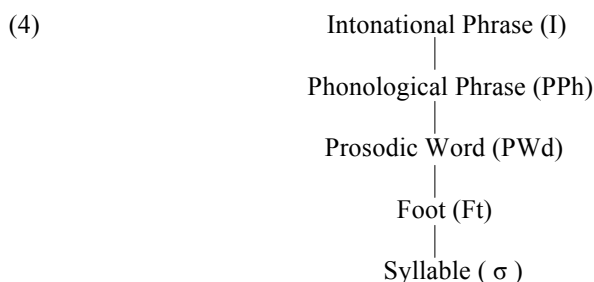 (4) Intonational Phrase (I)
Phonological Phrase (PPh)
Prosodic Word (PWd)
Foot (Ft)
Syllable ( σ )